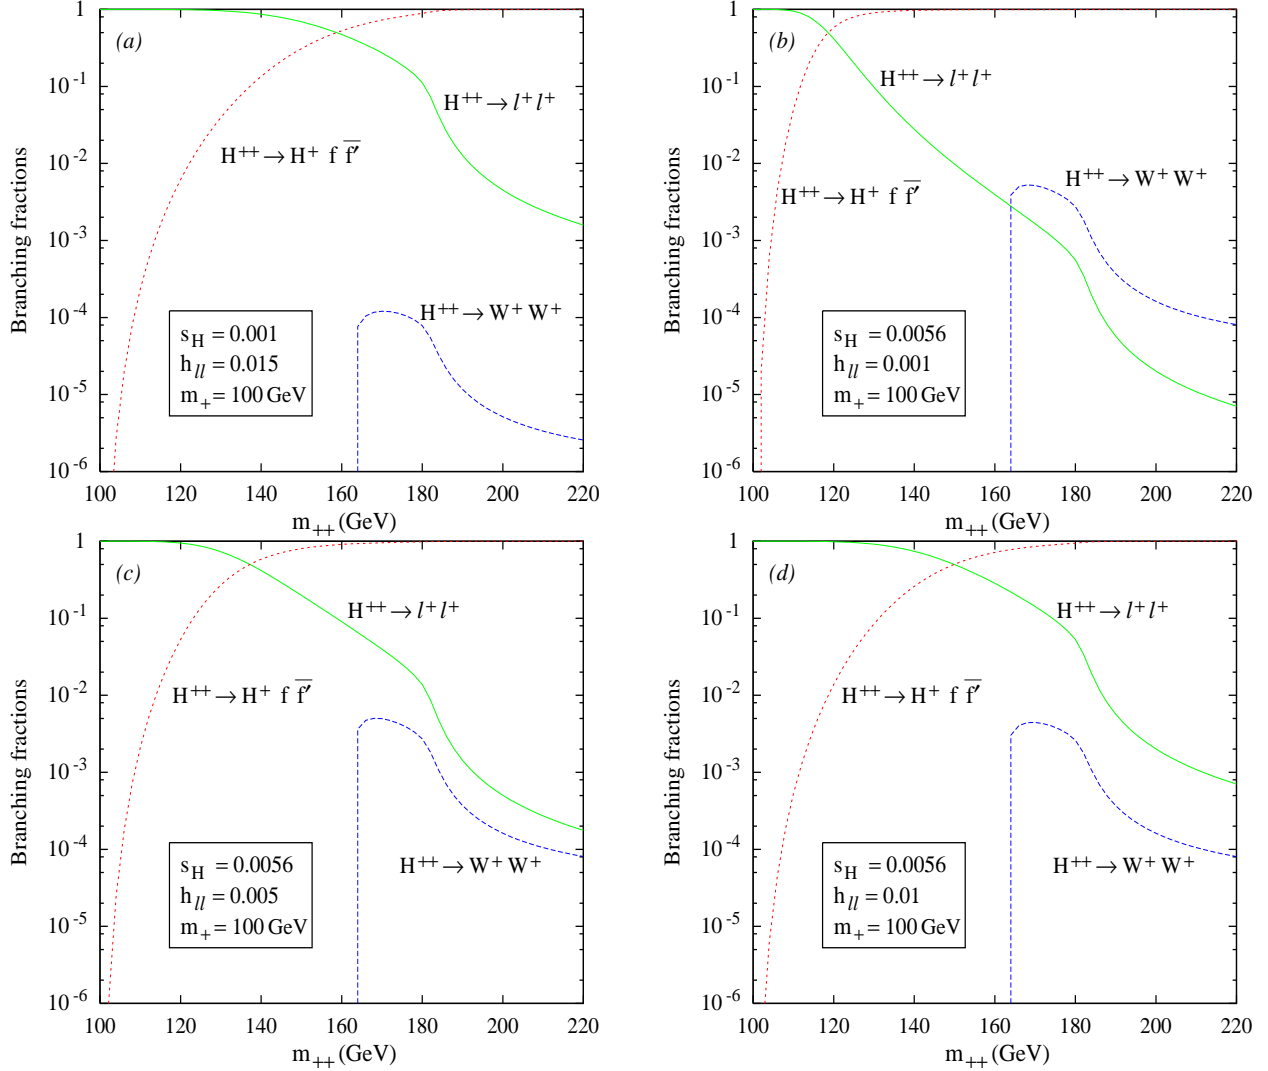 (a)
Branching fractions
1
10⁻¹
10⁻²
10⁻³
10⁻⁴
10⁻⁵
10⁻⁶
H⁺⁺ → l⁺ l⁺
H⁺⁺ → H⁺ f f̅′
H⁺⁺ → W⁺ W⁺
s_H = 0.001
h_ll = 0.015
m_+ = 100 GeV
100 120 140 160 180 200 220
m_++ (GeV)
(b)
Branching fractions
1
10⁻¹
10⁻²
10⁻³
10⁻⁴
10⁻⁵
10⁻⁶
H⁺⁺ → l⁺ l⁺
H⁺⁺ → W⁺ W⁺
H⁺⁺ → H⁺ f f̅′
s_H = 0.0056
h_ll = 0.001
m_+ = 100 GeV
100 120 140 160 180 200 220
m_++ (GeV)
(c)
Branching fractions
1
10⁻¹
10⁻²
10⁻³
10⁻⁴
10⁻⁵
10⁻⁶
H⁺⁺ → l⁺ l⁺
H⁺⁺ → H⁺ f f̅′
H⁺⁺ → W⁺ W⁺
s_H = 0.0056
h_ll = 0.005
m_+ = 100 GeV
100 120 140 160 180 200 220
m_++ (GeV)
(d)
Branching fractions
1
10⁻¹
10⁻²
10⁻³
10⁻⁴
10⁻⁵
10⁻⁶
H⁺⁺ → l⁺ l⁺
H⁺⁺ → H⁺ f f̅′
H⁺⁺ → W⁺ W⁺
s_H = 0.0056
h_ll = 0.01
m_+ = 100 GeV
100 120 140 160 180 200 220
m_++ (GeV)